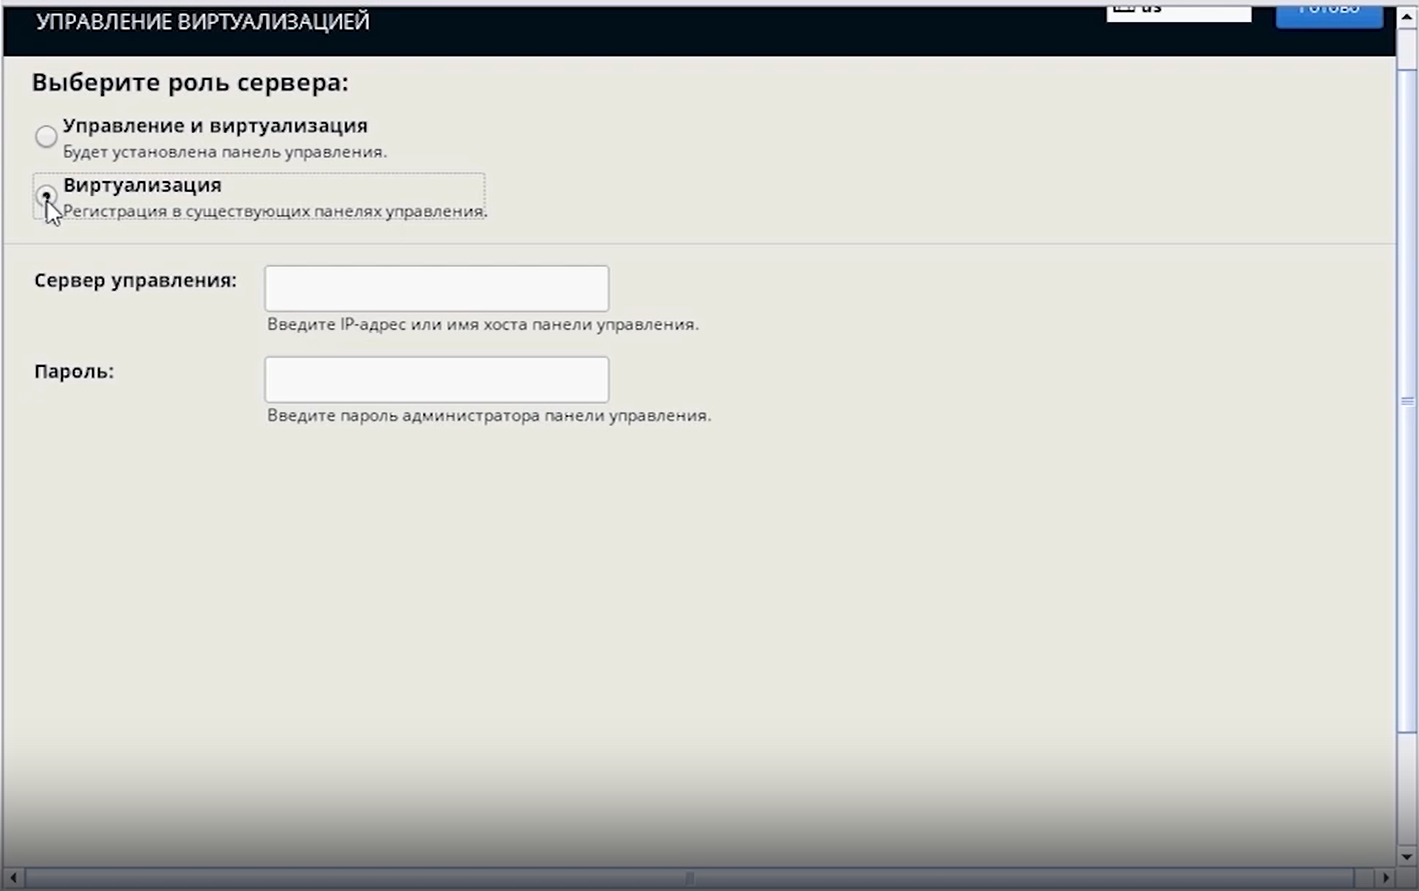 УПРАВЛЕНИЕ ВИРТУАЛИЗАЦИЕЙ
us
Готово
Выберите роль сервера:
Управление и виртуализация
Будет установлена панель управления.
Виртуализация
Регистрация в существующих панелях управления.
Сервер управления:
Введите IP-адрес или имя хоста панели управления.
Пароль:
Введите пароль администратора панели управления.